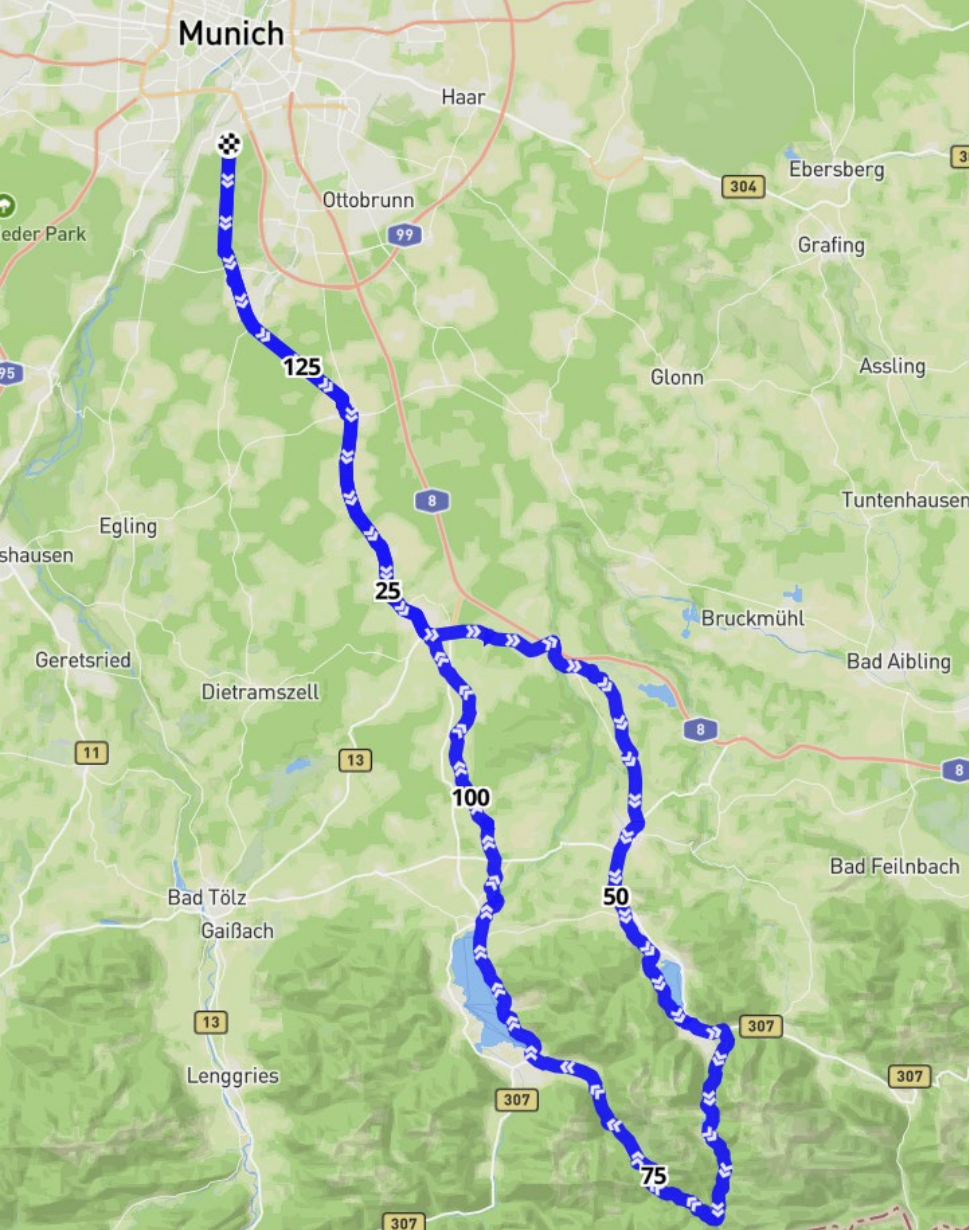 Munich
Haar
304
Ebersberg
3
Ottobrunn
eder Park
99
Grafing
125
95
Glonn
Assling
8
Tuntenhausen
Egling
shausen
25
Bruckmühl
Geretsried
Bad Aibling
Dietramszell
8
11
13
8
100
Bad Feilnbach
Bad Tölz
50
Gaißach
13
307
Lenggries
307
307
75
307